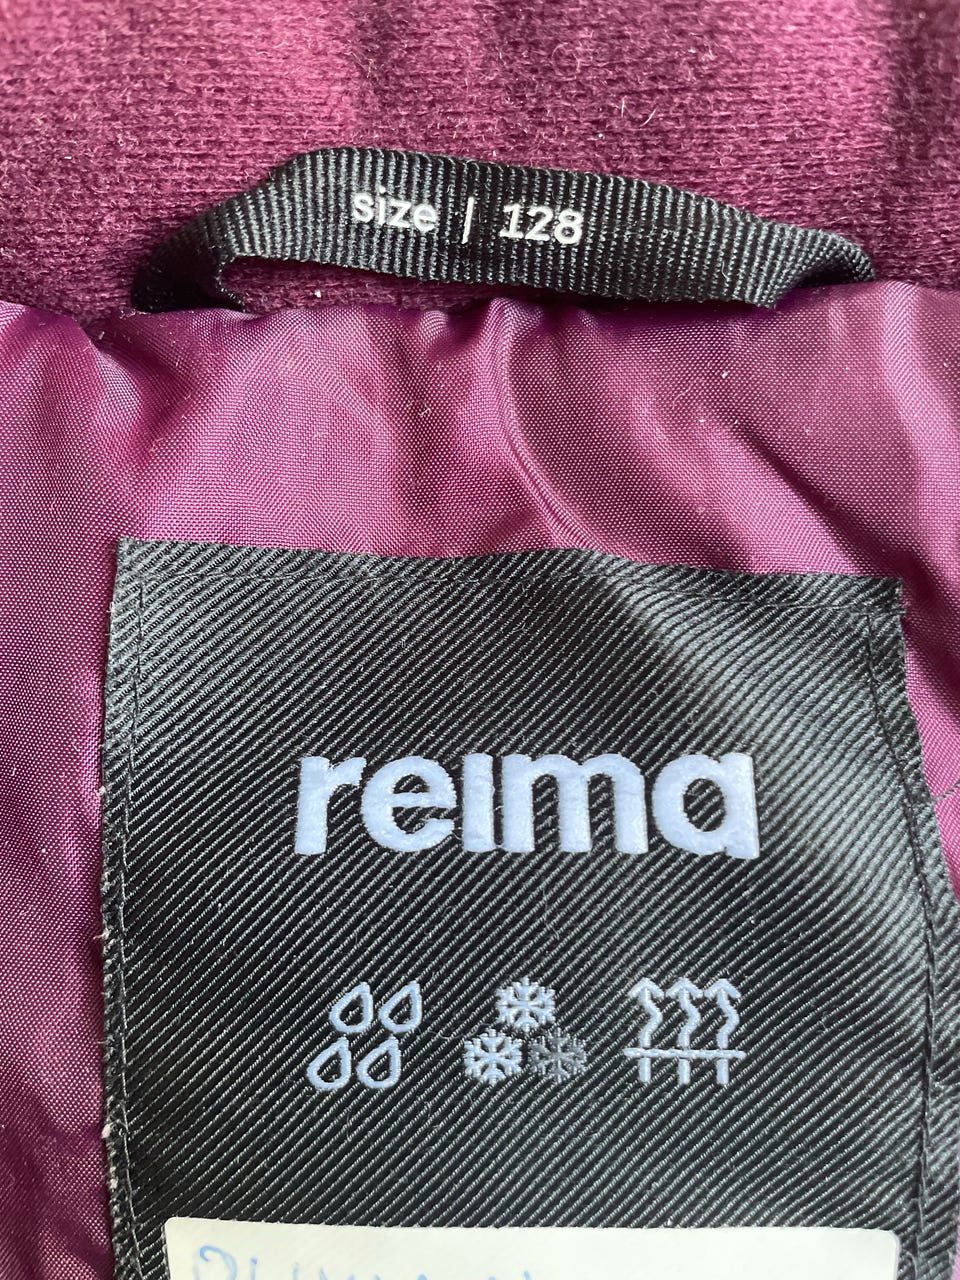 size | 128
reima